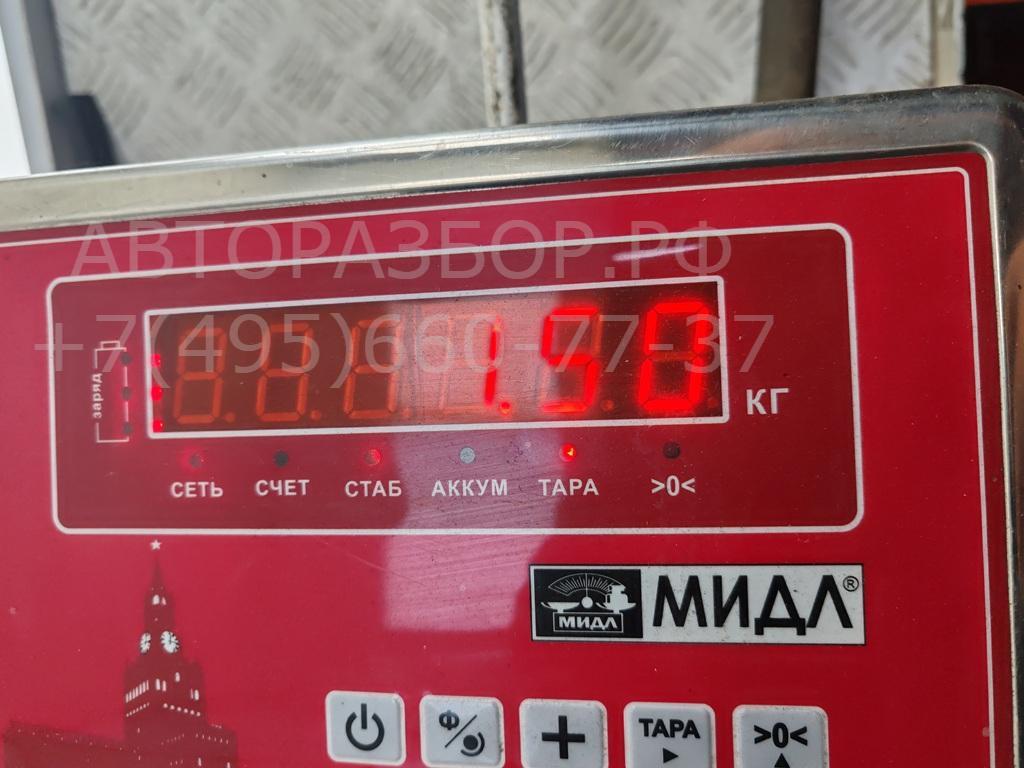 АВТОРАЗБОР.РФ
+7(495)660-77-37
заряд
1.50
КГ
СЕТЬ СЧЕТ СТАБ АККУМ ТАРА >0<
МИДЛ МИДЛ®
Ф
+
ТАРА
>0<